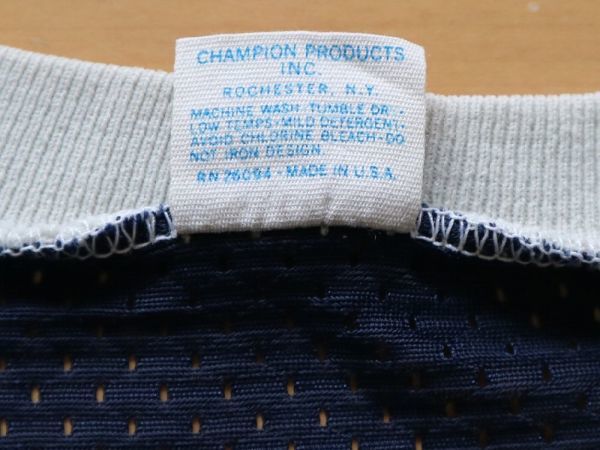 CHAMPION PRODUCTS
INC.
ROCHESTER, N.Y.
MACHINE WASH, TUMBLE DRY-
LOW TEMPS-MILD DETERGENT
AVOID CHLORINE BLEACH-DO
NOT IRON DESIGN
RN 26094 - MADE IN U.S.A.